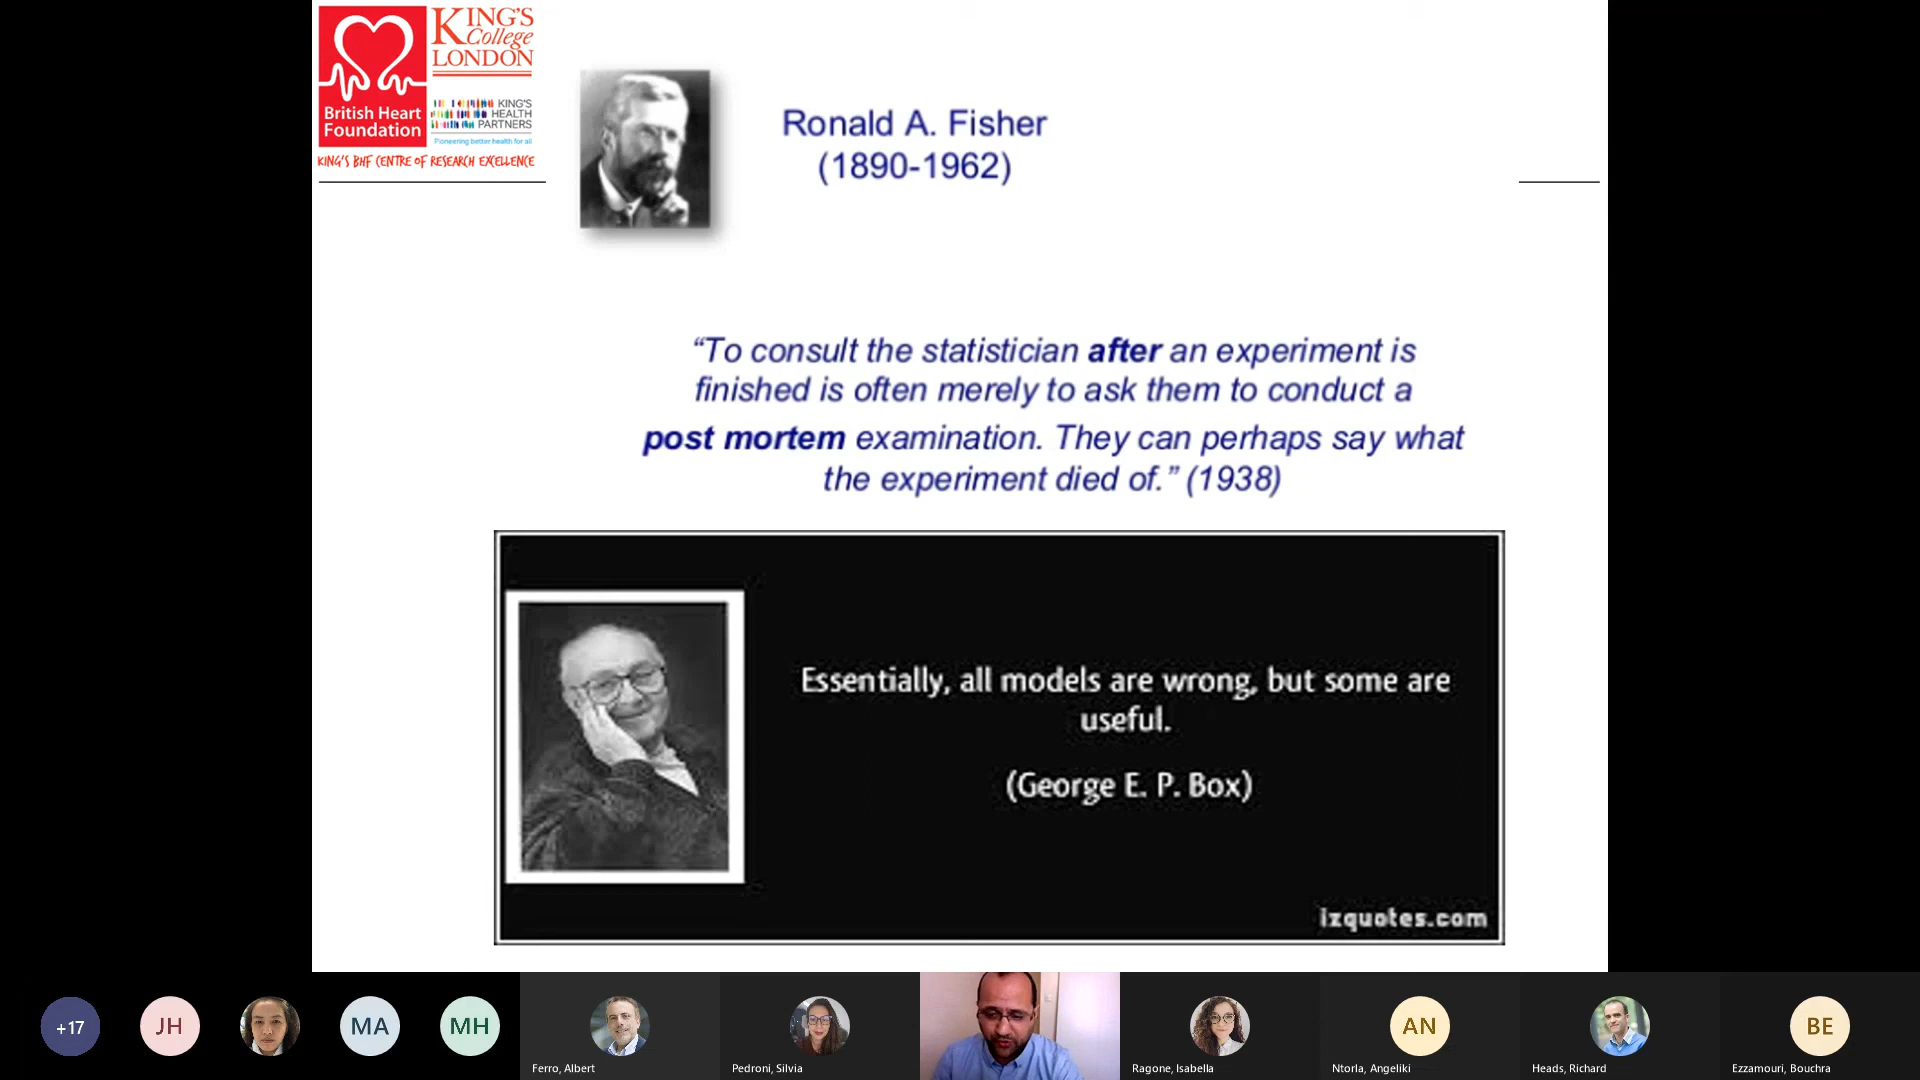 British Heart
Foundation
KING'S
College
LONDON
KING'S
HEALTH
PARTNERS
Pioneering better health for all
KING'S BHF CENTRE OF RESEARCH EXCELLENCE
Ronald A. Fisher
(1890-1962)
“To consult the statistician after an experiment is
finished is often merely to ask them to conduct a
post mortem examination. They can perhaps say what
the experiment died of.” (1938)
Essentially, all models are wrong, but some are
useful.
(George E. P. Box)
izquotes.com
+17
JH
MA
MH
Ferro, Albert
Pedroni, Silvia
Ragone, Isabella
AN
Ntorla, Angeliki
Heads, Richard
BE
Ezzamouri, Bouchra